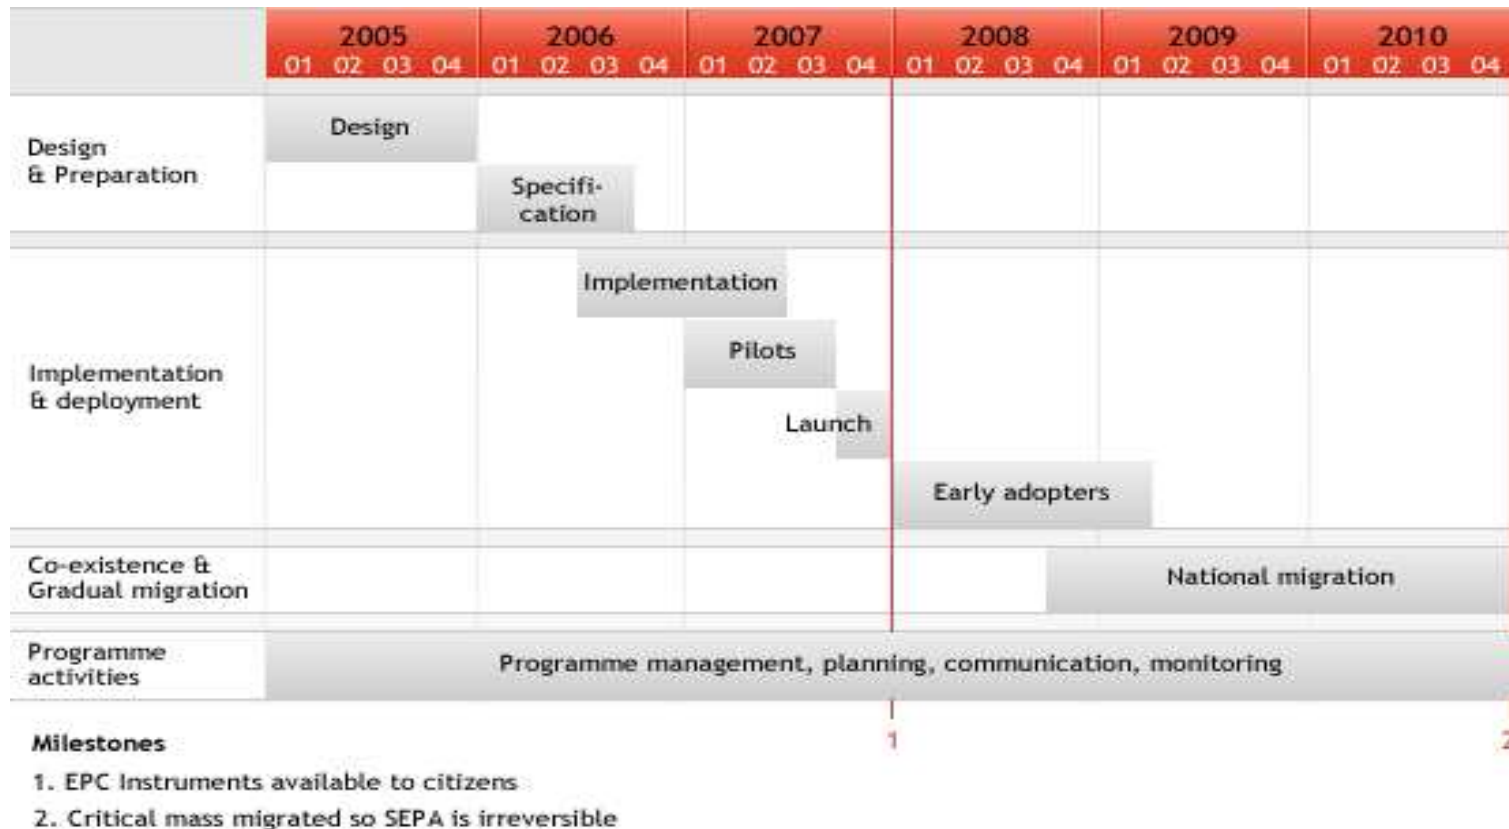 2005 2006 2007 2008 2009 2010
01 02 03 04 01 02 03 04 01 02 03 04 01 02 03 04 01 02 03 04 01 02 03 04
Design
& Preparation
Design
Specifi-
cation
Implementation
& deployment
Implementation
Pilots
Launch
Early adopters
Co-existence &
Gradual migration
National migration
Programme
activities
Programme management, planning, communication, monitoring
1 2
Milestones
1. EPC Instruments available to citizens
2. Critical mass migrated so SEPA is irreversible